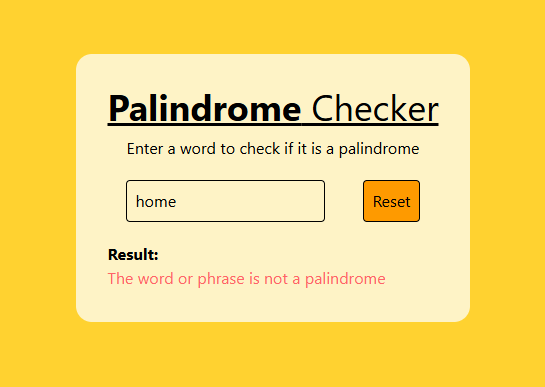 Palindrome Checker
Enter a word to check if it is a palindrome
home Reset
Result:
The word or phrase is not a palindrome